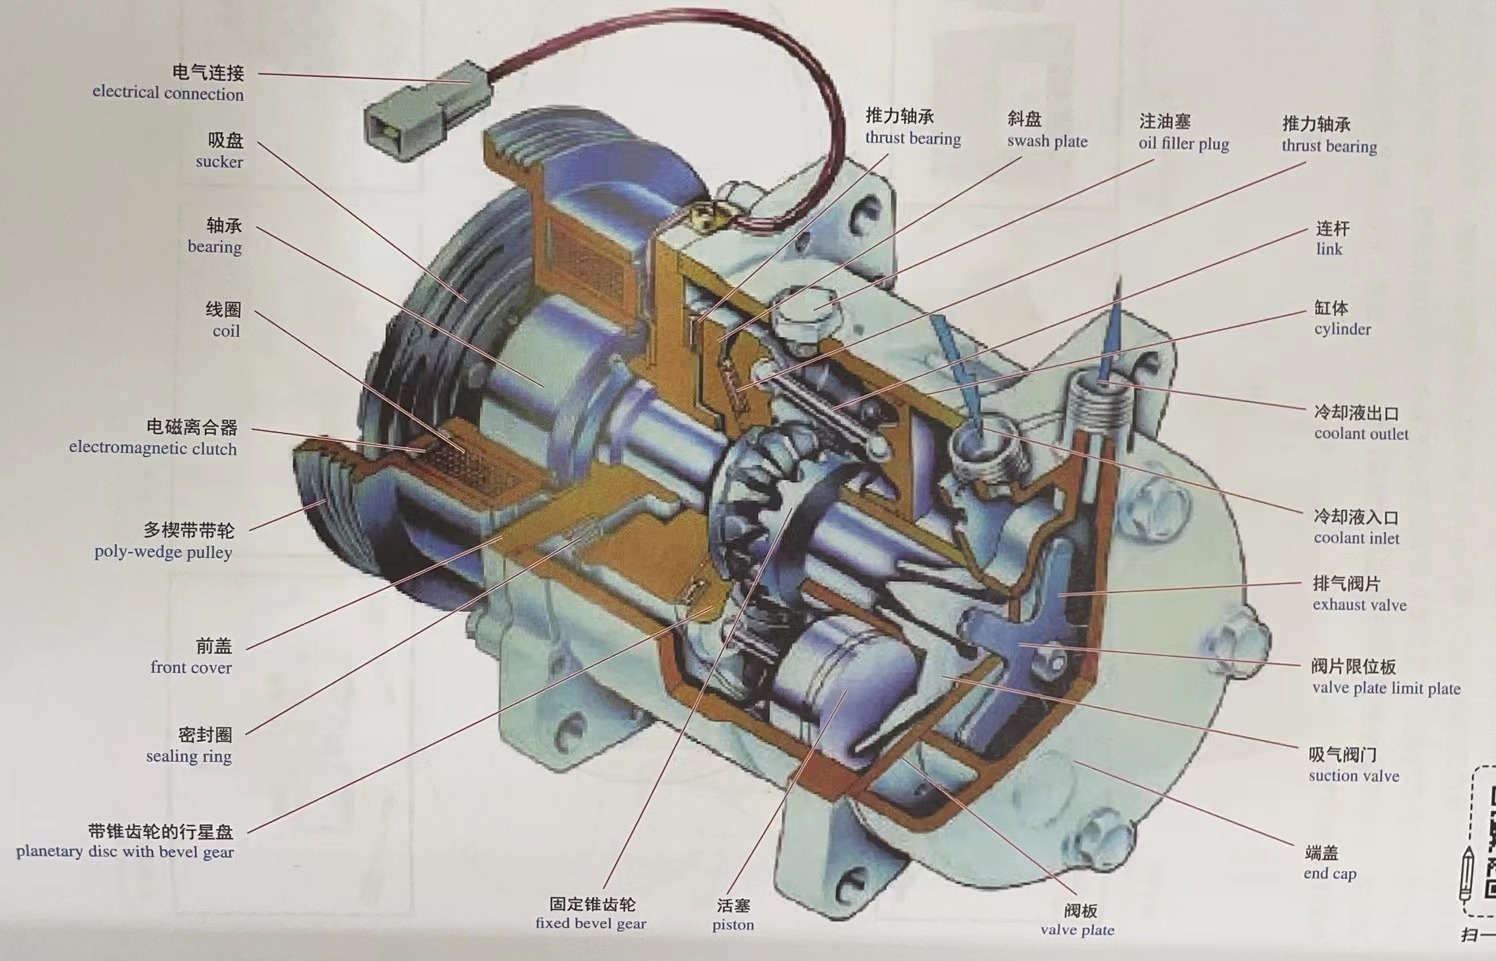 电气连接
electrical connection
吸盘
sucker
轴承
bearing
线圈
coil
电磁离合器
electromagnetic clutch
多楔带带轮
poly-wedge pulley
前盖
front cover
密封圈
sealing ring
带锥齿轮的行星盘
planetary disc with bevel gear
推力轴承
thrust bearing
斜盘
swash plate
注油塞
oil filler plug
推力轴承
thrust bearing
连杆
link
缸体
cylinder
冷却液出口
coolant outlet
冷却液入口
coolant inlet
排气阀片
exhaust valve
阀片限位板
valve plate limit plate
吸气阀门
suction valve
端盖
end cap
固定锥齿轮
fixed bevel gear
活塞
piston
阀板
valve plate
扫一